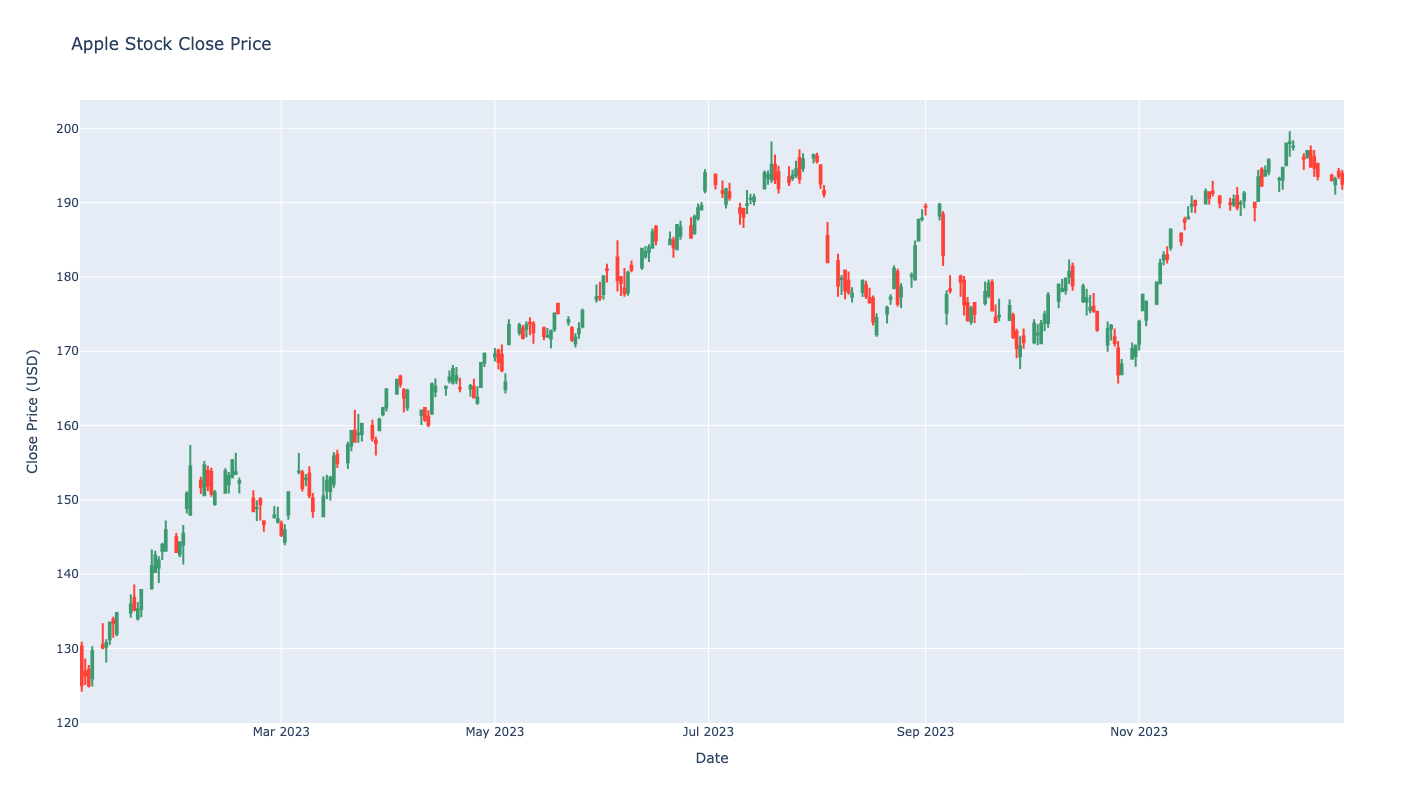 Apple Stock Close Price
Close Price (USD)
200
190
180
170
160
150
140
130
120
Mar 2023
May 2023
Jul 2023
Sep 2023
Nov 2023
Date